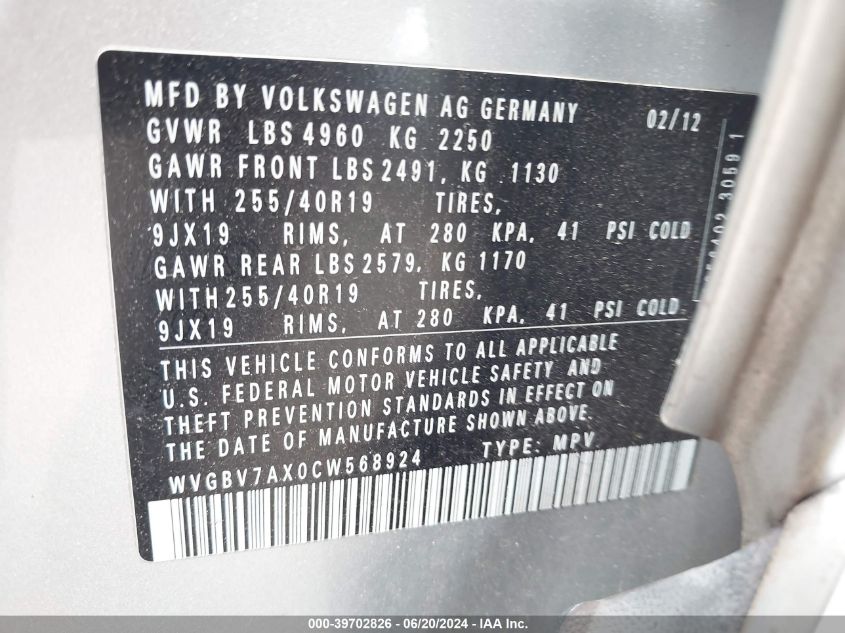 MFD BY VOLKSWAGEN AG GERMANY 02/12
GVWR LBS 4960 KG 2250
GAWR FRONT LBS 2491, KG 1130
WITH 255/40R19 TIRES,
9JX19 RIMS, AT 280 KPA, 41 PSI COLD
GAWR REAR LBS 2579, KG 1170
WITH 255/40R19 TIRES,
9JX19 RIMS, AT 280 KPA, 41 PSI COLD
THIS VEHICLE CONFORMS TO ALL APPLICABLE
U.S. FEDERAL MOTOR VEHICLE SAFETY AND
THEFT PREVENTION STANDARDS IN EFFECT ON
THE DATE OF MANUFACTURE SHOWN ABOVE.
WVGBV7AX0CW568924 TYPE: MPV
3059 1
000-39702826 - 06/20/2024 - IAA Inc.